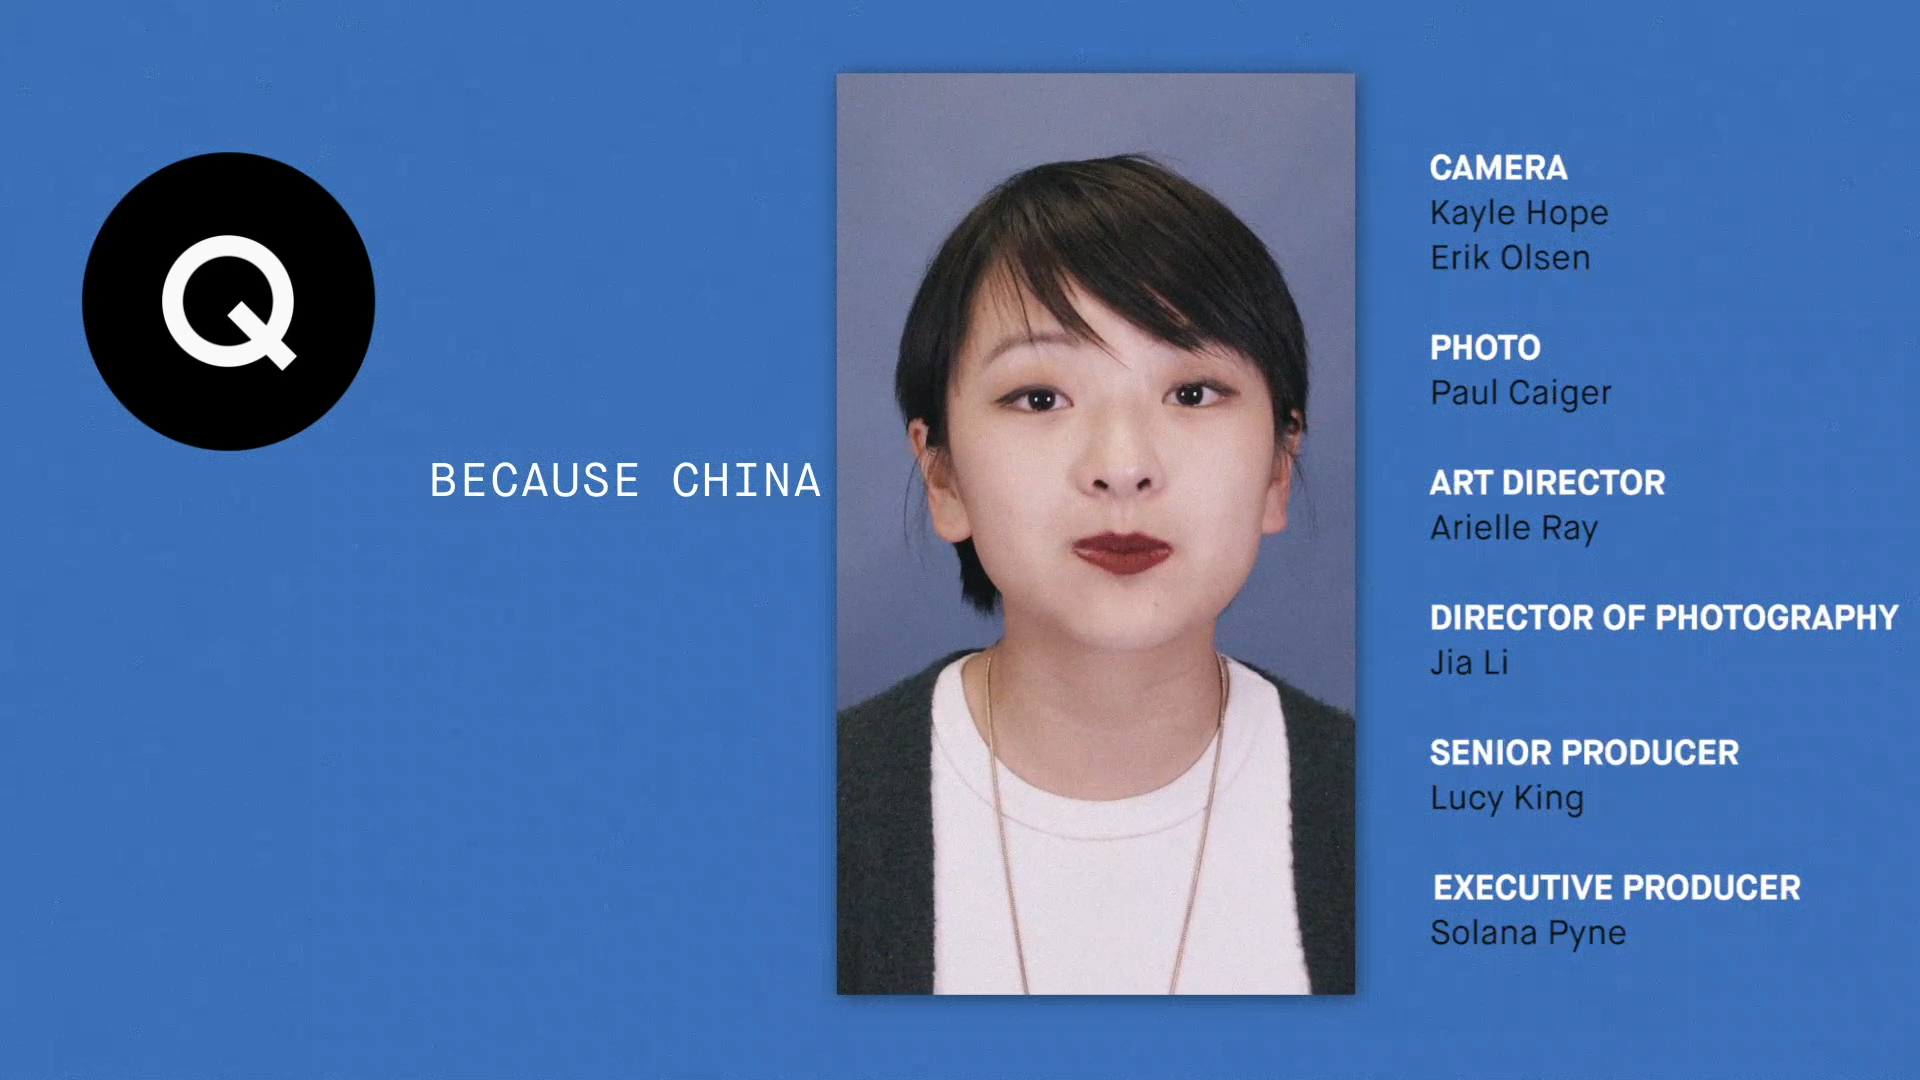 Q
BECAUSE CHINA
CAMERA
Kayle Hope
Erik Olsen
PHOTO
Paul Caiger
ART DIRECTOR
Arielle Ray
DIRECTOR OF PHOTOGRAPHY
Jia Li
SENIOR PRODUCER
Lucy King
EXECUTIVE PRODUCER
Solana Pyne